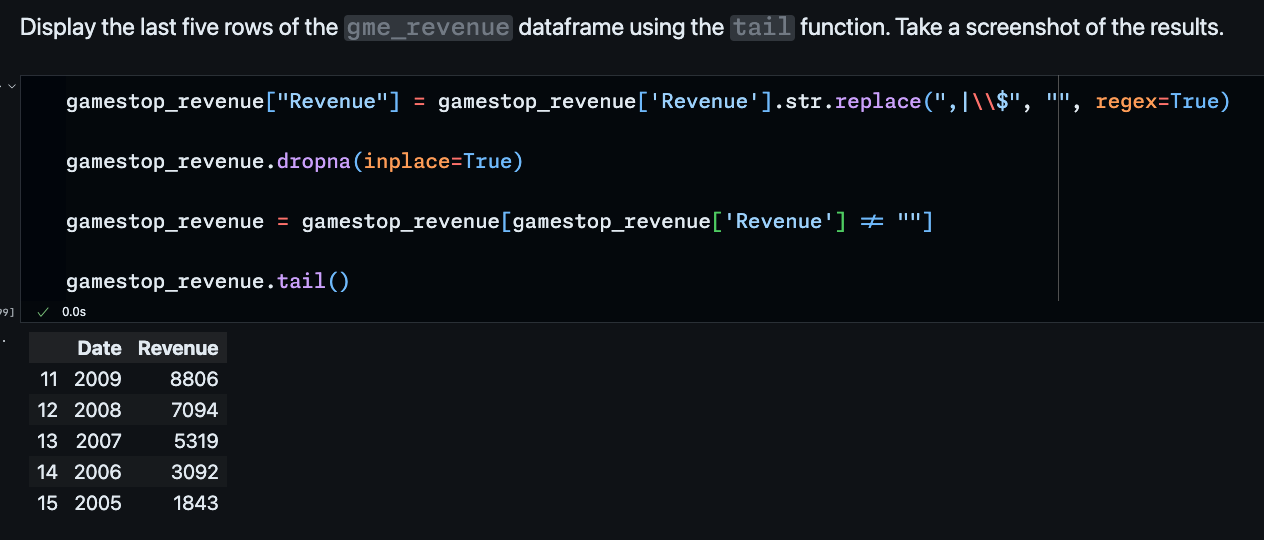 Display the last five rows of the gme_revenue dataframe using the tail function. Take a screenshot of the results.
gamestop_revenue["Revenue"] = gamestop_revenue['Revenue'].str.replace(",|\\$", "", regex=True)
gamestop_revenue.dropna(inplace=True)
gamestop_revenue = gamestop_revenue[gamestop_revenue['Revenue'] != ""]
gamestop_revenue.tail()
99]
✓ 0.0s
Date Revenue
11 2009 8806
12 2008 7094
13 2007 5319
14 2006 3092
15 2005 1843